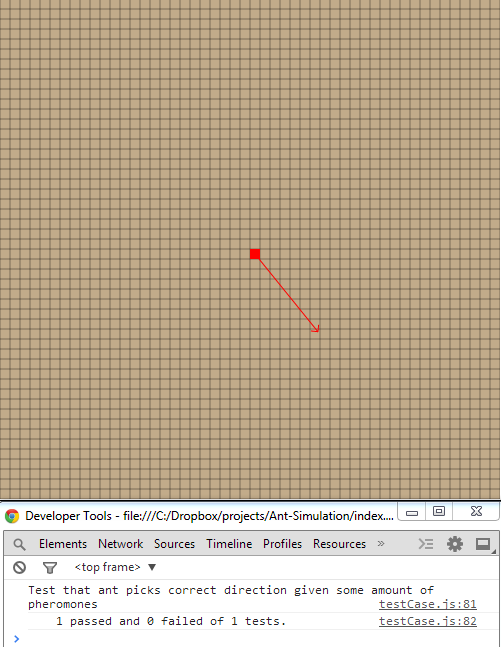 Developer Tools - file:///C:/Dropbox/projects/Ant-Simulation/index....
Elements Network Sources Timeline Profiles Resources »
<top frame> ▼
Test that ant picks correct direction given some amount of
pheromones testCase.js:81
1 passed and 0 failed of 1 tests. testCase.js:82
>